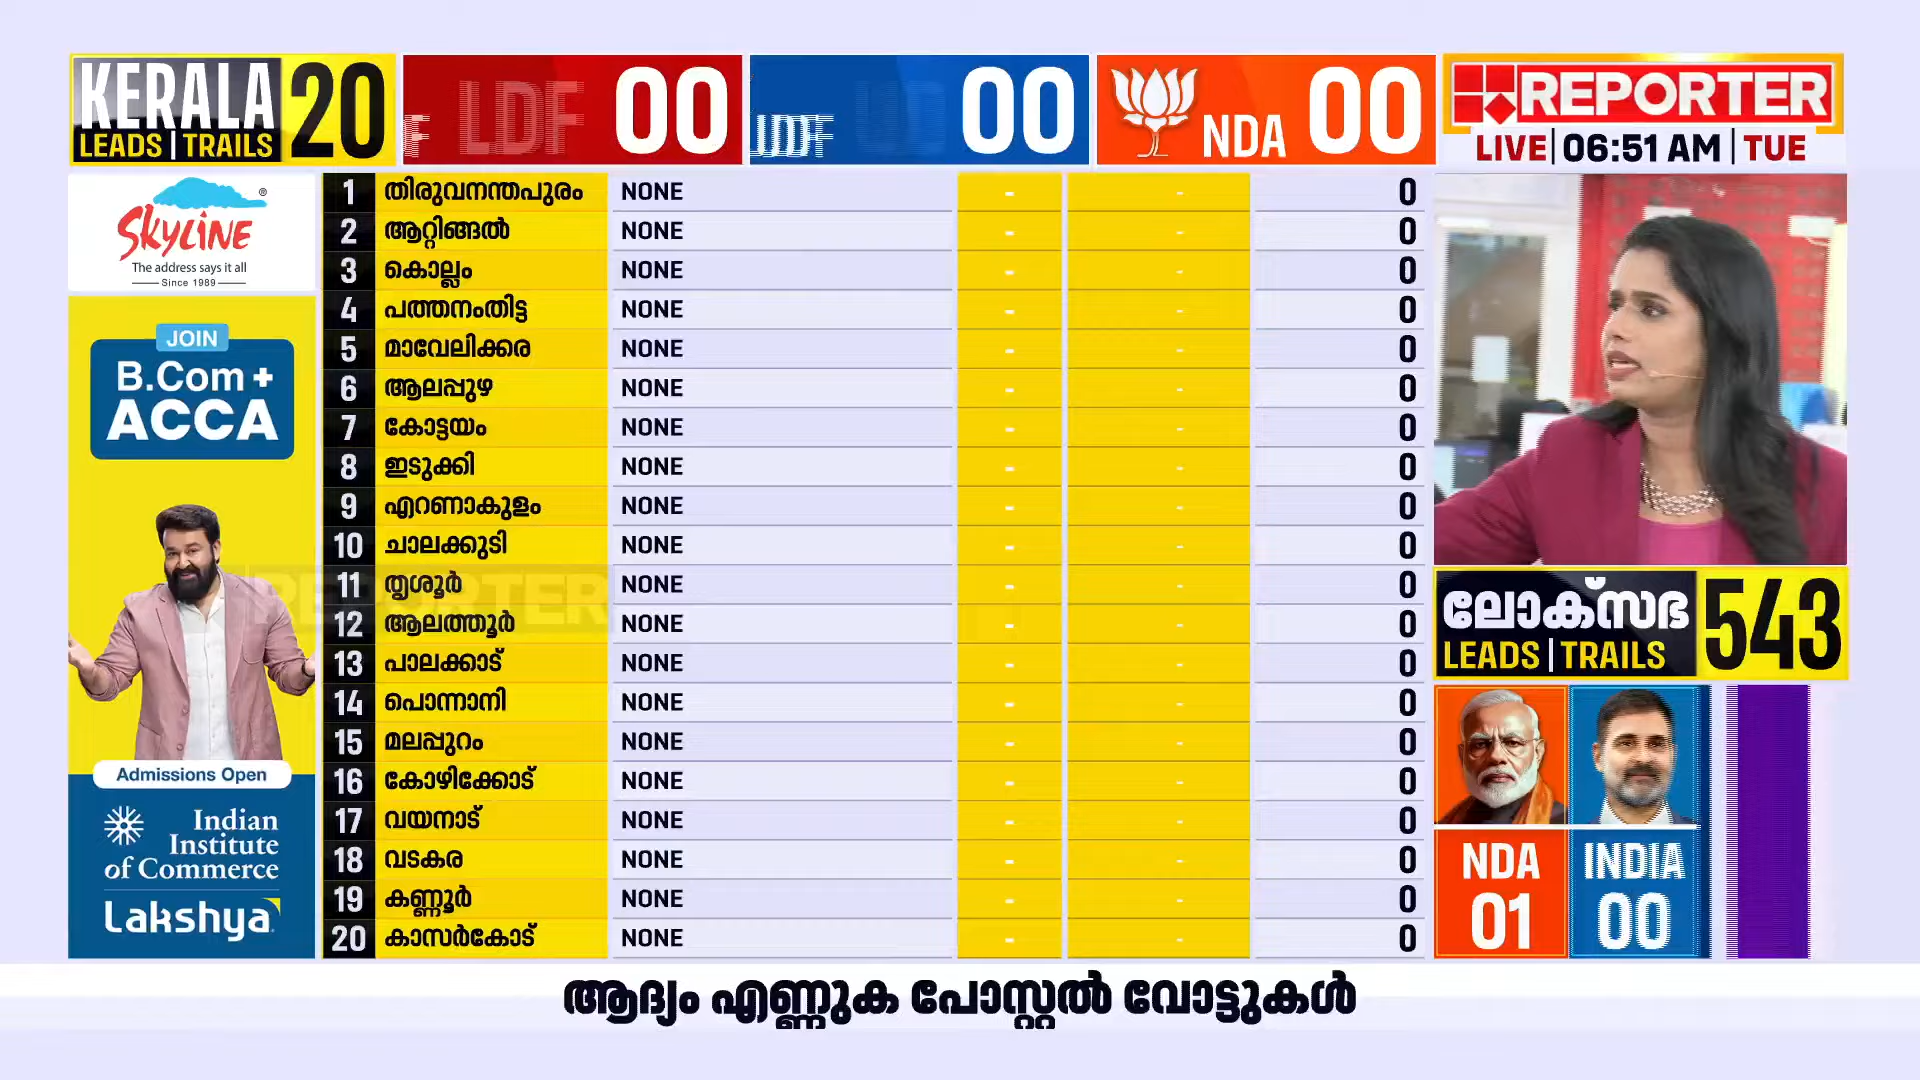 KERALA
LEADS | TRAILS
20
LDF 00
UDF 00
NDA 00
REPORTER
LIVE | 06:51 AM | TUE
SKYLINE ®
The address says it all
Since 1989
JOIN
B.Com +
ACCA
Admissions Open
Indian
Institute
of Commerce
Lakshya
1 തിരുവനന്തപുരം NONE - - 0
2 ആറ്റിങ്ങൽ NONE - - 0
3 കൊല്ലം NONE - - 0
4 പത്തനംതിട്ട NONE - - 0
5 മാവേലിക്കര NONE - - 0
6 ആലപ്പുഴ NONE - - 0
7 കോട്ടയം NONE - - 0
8 ഇടുക്കി NONE - - 0
9 എറണാകുളം NONE - - 0
10 ചാലക്കുടി NONE - - 0
11 തൃശൂർ NONE - - 0
12 ആലത്തൂർ NONE - - 0
13 പാലക്കാട് NONE - - 0
14 പൊന്നാനി NONE - - 0
15 മലപ്പുറം NONE - - 0
16 കോഴിക്കോട് NONE - - 0
17 വയനാട് NONE - - 0
18 വടകര NONE - - 0
19 കണ്ണൂർ NONE - - 0
20 കാസർകോട് NONE - - 0
REPORTER
ലോക്സഭ
LEADS | TRAILS
543
NDA
01
INDIA
00
ആദ്യം എണ്ണുക പോസ്റ്റൽ വോട്ടുകൾ